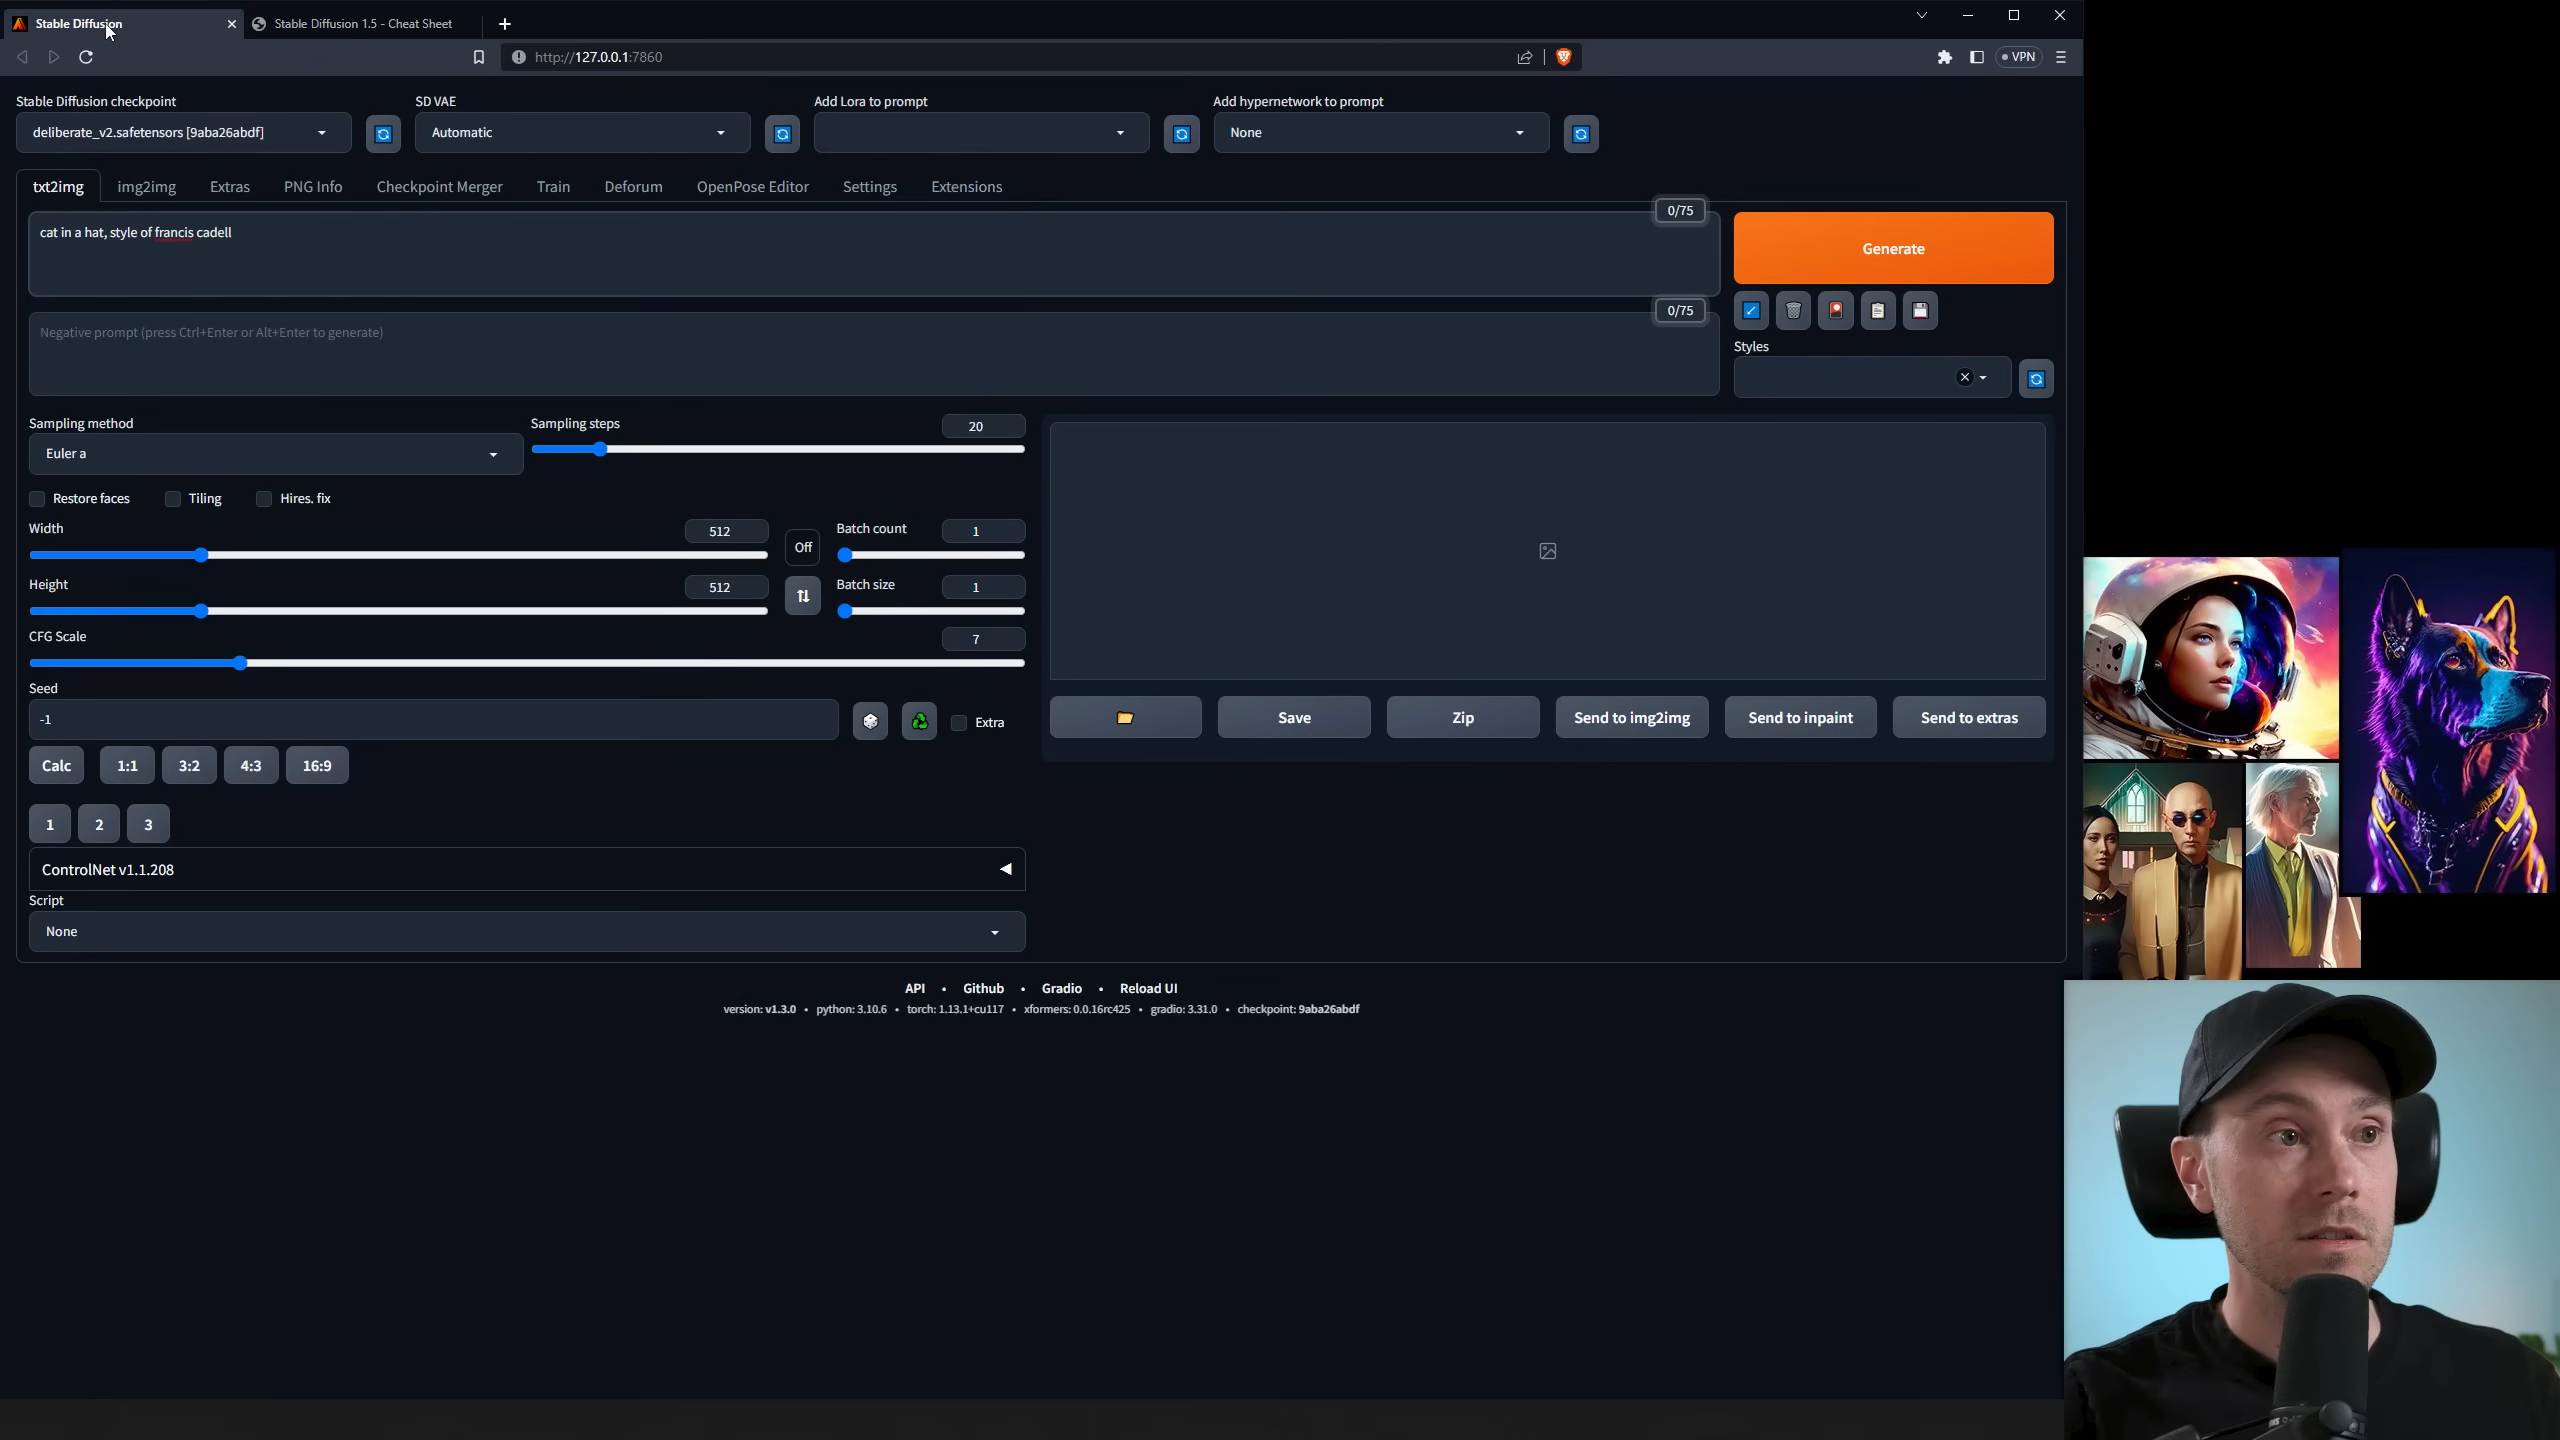 Stable Diffusion
Stable Diffusion 1.5 - Cheat Sheet
http://127.0.0.1:7860
VPN
Stable Diffusion checkpoint
SD VAE
Add Lora to prompt
Add hypernetwork to prompt
deliberate_v2.safetensors [9aba26abdf]
Automatic
None
txt2img
img2img
Extras
PNG Info
Checkpoint Merger
Train
Deforum
OpenPose Editor
Settings
Extensions
0/75
cat in a hat, style of francis cadell
Generate
0/75
Negative prompt (press Ctrl+Enter or Alt+Enter to generate)
Styles
Sampling method
Sampling steps
20
Euler a
Restore faces
Tiling
Hires. fix
Width
512
Off
Batch count
1
Height
512
Batch size
1
CFG Scale
7
Seed
-1
Extra
Save
Zip
Send to img2img
Send to inpaint
Send to extras
Calc
1:1
3:2
4:3
16:9
1
2
3
ControlNet v1.1.208
Script
None
API • Github • Gradio • Reload UI
version: v1.3.0 • python: 3.10.6 • torch: 1.13.1+cu117 • xformers: 0.0.16rc425 • gradio: 3.31.0 • checkpoint: 9aba26abdf